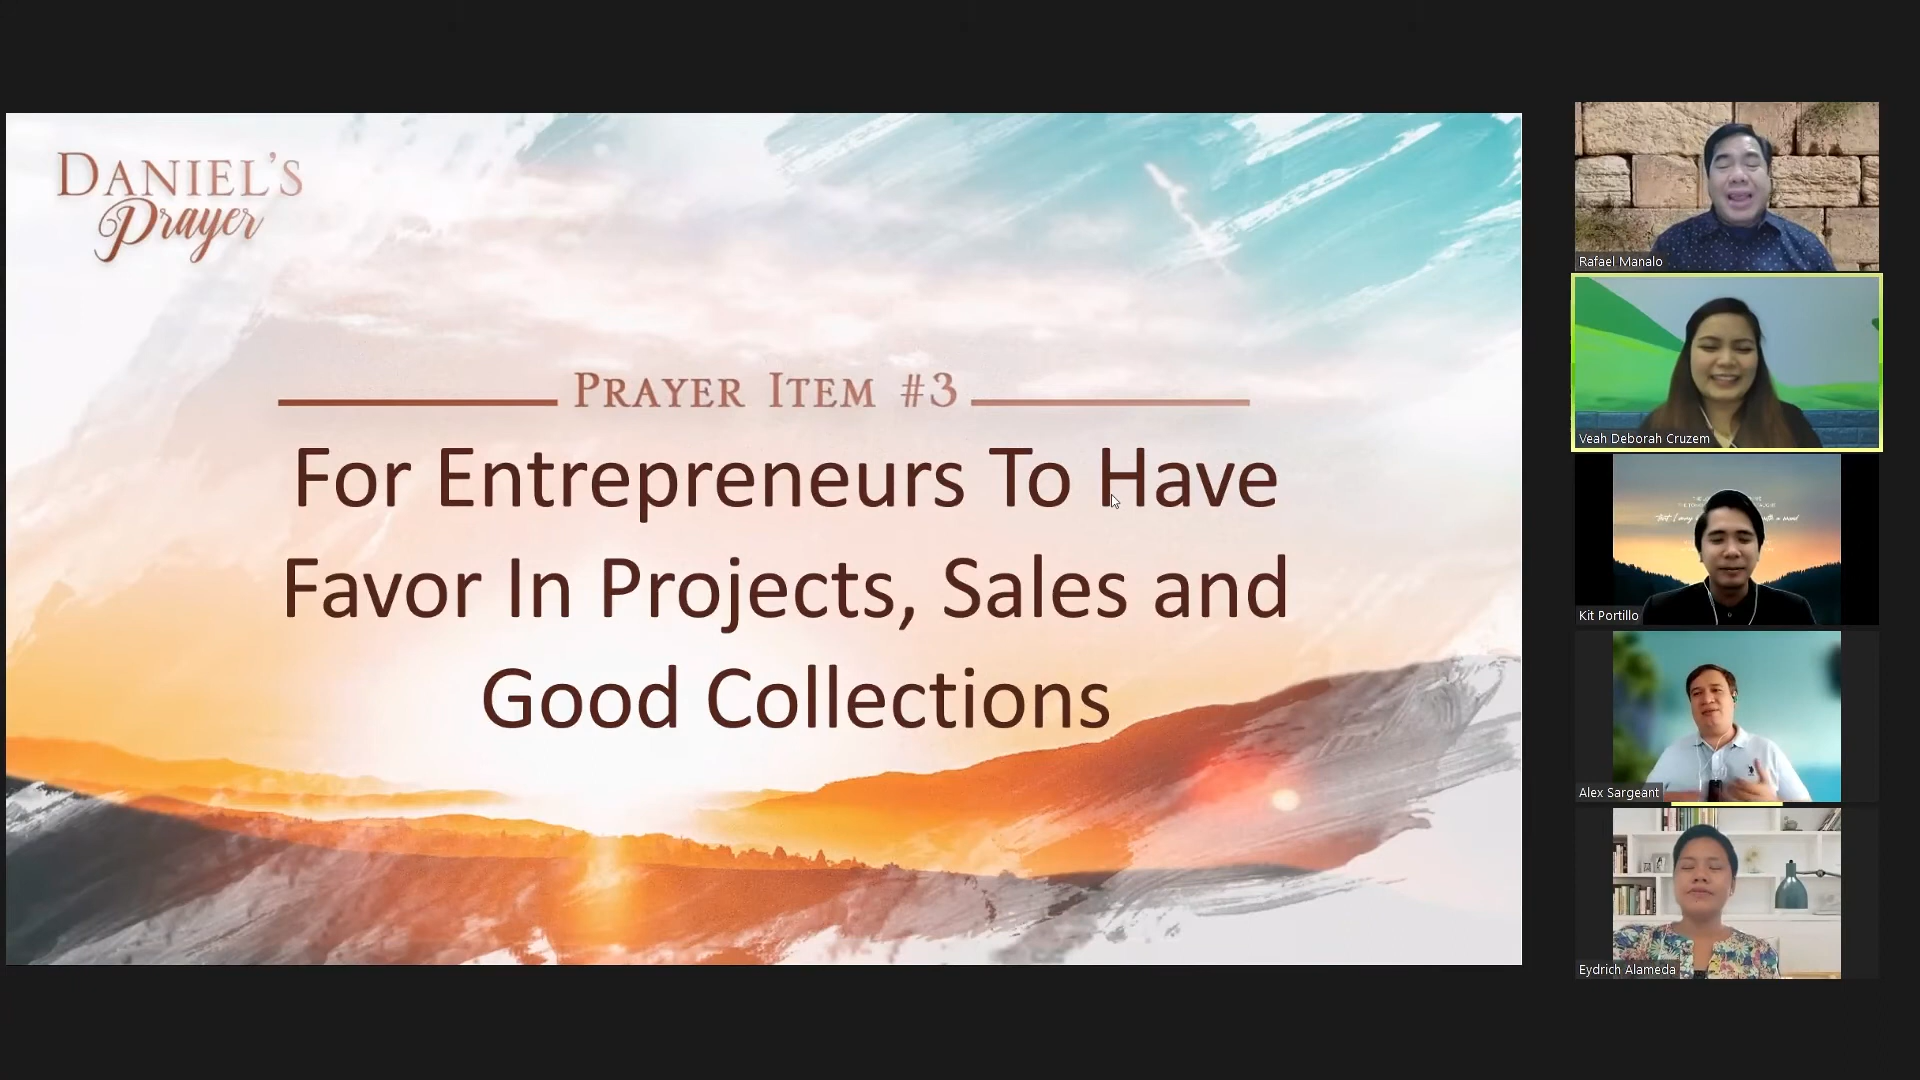 DANIEL'S
Prayer
PRAYER ITEM #3
For Entrepreneurs To Have
Favor In Projects, Sales and
Good Collections
Rafael Manalo
Veah Deborah Cruzem
Kit Portillo
Alex Sargeant
Eydrich Alameda